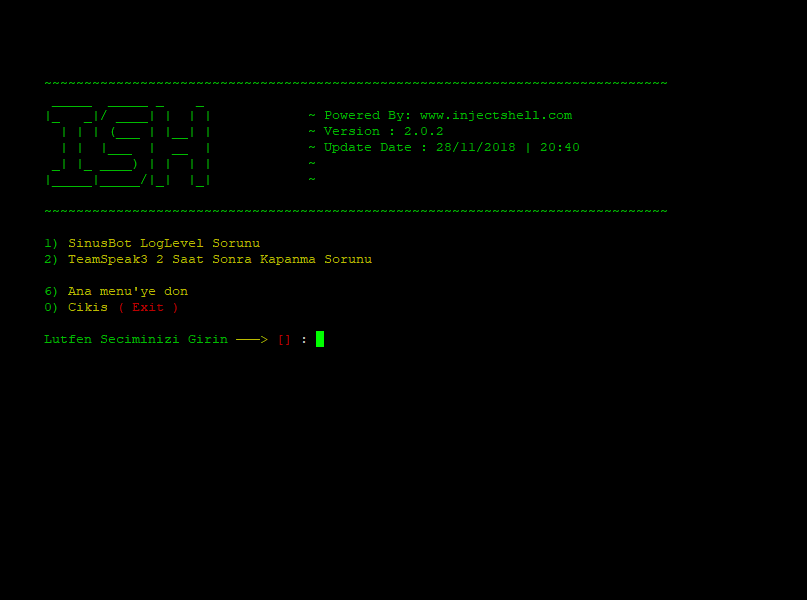 ~~~~~~~~~~~~~~~~~~~~~~~~~~~~~~~~~~~~~~~~~~~~~~~~~~~~~~~~~~~~~~~~~~~~~~~~~~~~~~
ISH
~ Powered By: www.injectshell.com
~ Version : 2.0.2
~ Update Date : 28/11/2018 | 20:40
~
~
~~~~~~~~~~~~~~~~~~~~~~~~~~~~~~~~~~~~~~~~~~~~~~~~~~~~~~~~~~~~~~~~~~~~~~~~~~~~~~
1) SinusBot LogLevel Sorunu
2) TeamSpeak3 2 Saat Sonra Kapanma Sorunu
6) Ana menu'ye don
0) Cikis ( Exit )
Lutfen Seciminizi Girin ───> [] :